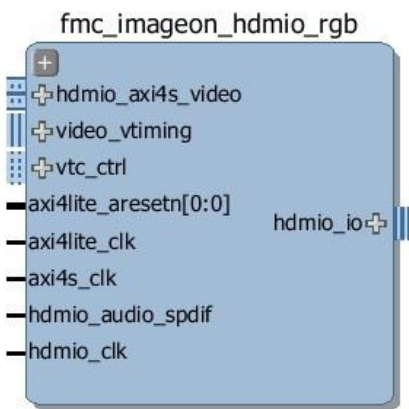 fmc_imageon_hdmio_rgb
hdmio_axi4s_video
video_vtiming
vtc_ctrl
axi4lite_aresetn[0:0]
hdmio_io
axi4lite_clk
axi4s_clk
hdmio_audio_spdif
hdmio_clk